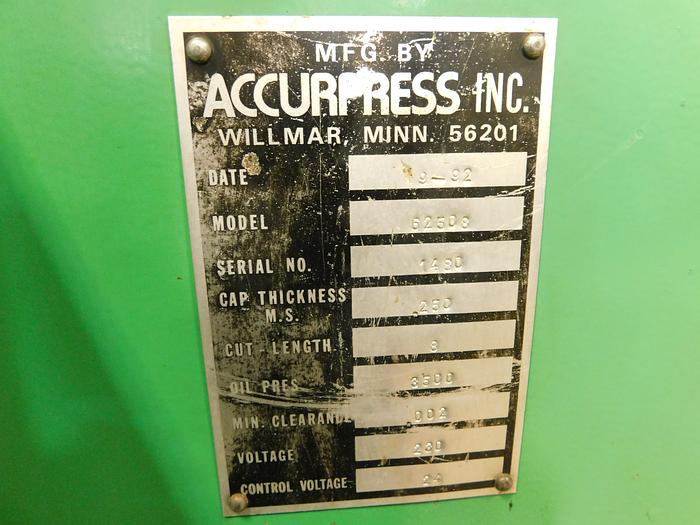 MFG. BY
ACCURPRESS INC.
WILLMAR, MINN. 56201
DATE 9-92
MODEL 62508
SERIAL NO. 1490
CAP THICKNESS .250
M.S.
CUT-LENGTH 8
OIL PRES 3500
MIN. CLEARANCE .002
VOLTAGE 230
CONTROL VOLTAGE 24